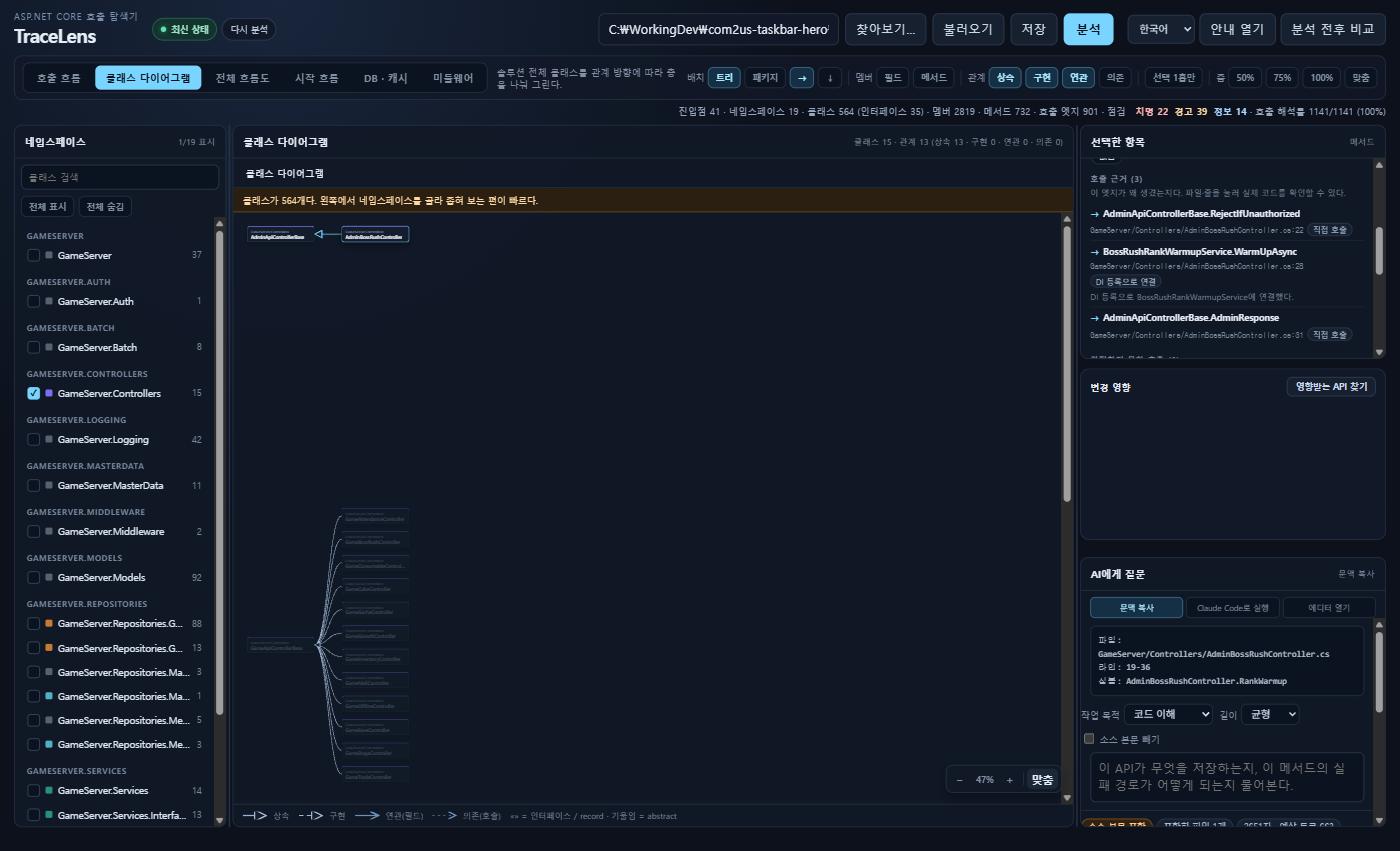 ASP.NET CORE 호출 탐색기
TraceLens
최신 상태
다시 분석
C:₩WorkingDev₩com2us-taskbar-hero
찾아보기...
불러오기
저장
분석
한국어
안내 열기
분석 전후 비교
호출 흐름
클래스 다이어그램
전체 흐름도
시작 흐름
DB · 캐시
미들웨어
솔루션 전체 클래스를 관계 방향에 따라 층을 나눠 그린다.
배치 트리 패키지 → ↓
멤버 필드 메서드
관계 상속 구현 연관 의존
선택 1홉만
줌 50% 75% 100% 맞춤
진입점 41 · 네임스페이스 19 · 클래스 564 (인터페이스 35) · 멤버 2819 · 메서드 732 · 호출 엣지 901 · 점검 치명 22 경고 39 정보 14 · 호출 해석률 1141/1141 (100%)
네임스페이스
1/19 표시
클래스 검색
전체 표시
전체 숨김
GAMESERVER
GameServer 37
GAMESERVER.AUTH
GameServer.Auth 1
GAMESERVER.BATCH
GameServer.Batch 8
GAMESERVER.CONTROLLERS
GameServer.Controllers 15
GAMESERVER.LOGGING
GameServer.Logging 42
GAMESERVER.MASTERDATA
GameServer.MasterData 11
GAMESERVER.MIDDLEWARE
GameServer.Middleware 2
GAMESERVER.MODELS
GameServer.Models 92
GAMESERVER.REPOSITORIES
GameServer.Repositories.G... 88
GameServer.Repositories.G... 13
GameServer.Repositories.Ma... 3
GameServer.Repositories.Ma... 1
GameServer.Repositories.Me... 5
GameServer.Repositories.Me... 3
GAMESERVER.SERVICES
GameServer.Services 14
GameServer.Services.Interfa... 13
클래스 다이어그램
클래스 15 · 관계 13 (상속 13 · 구현 0 · 연관 0 · 의존 0)
클래스 다이어그램
클래스가 564개다. 왼쪽에서 네임스페이스를 골라 좁혀 보는 편이 빠르다.
AdminApiControllerBase
AdminBossRushController
GameApiControllerBase
− 47% + 맞춤
상속
구현
연관(필드)
의존(호출)
«» = 인터페이스 / record · 기울임 = abstract
선택한 항목
메서드
호출 근거 (3)
이 엣지가 왜 생겼는지다. 파일·줄을 눌러 실제 코드를 확인할 수 있다.
→ AdminApiControllerBase.RejectIfUnauthorized
GameServer/Controllers/AdminBossRushController.cs:22 직접 호출
→ BossRushRankWarmupService.WarmUpAsync
GameServer/Controllers/AdminBossRushController.cs:28
DI 등록으로 연결
DI 등록으로 BossRushRankWarmupService에 연결했다.
→ AdminApiControllerBase.AdminResponse
GameServer/Controllers/AdminBossRushController.cs:31 직접 호출
변경 영향
영향받는 API 찾기
AI에게 질문
문맥 복사
문맥 복사
Claude Code로 실행
에디터 열기
파일:
GameServer/Controllers/AdminBossRushController.cs
라인: 19-36
심볼: AdminBossRushController.RankWarmup
작업 목적 코드 이해
길이 균형
소스 본문 빼기
이 API가 무엇을 저장하는지, 이 메서드의 실패 경로가 어떻게 되는지 물어본다.